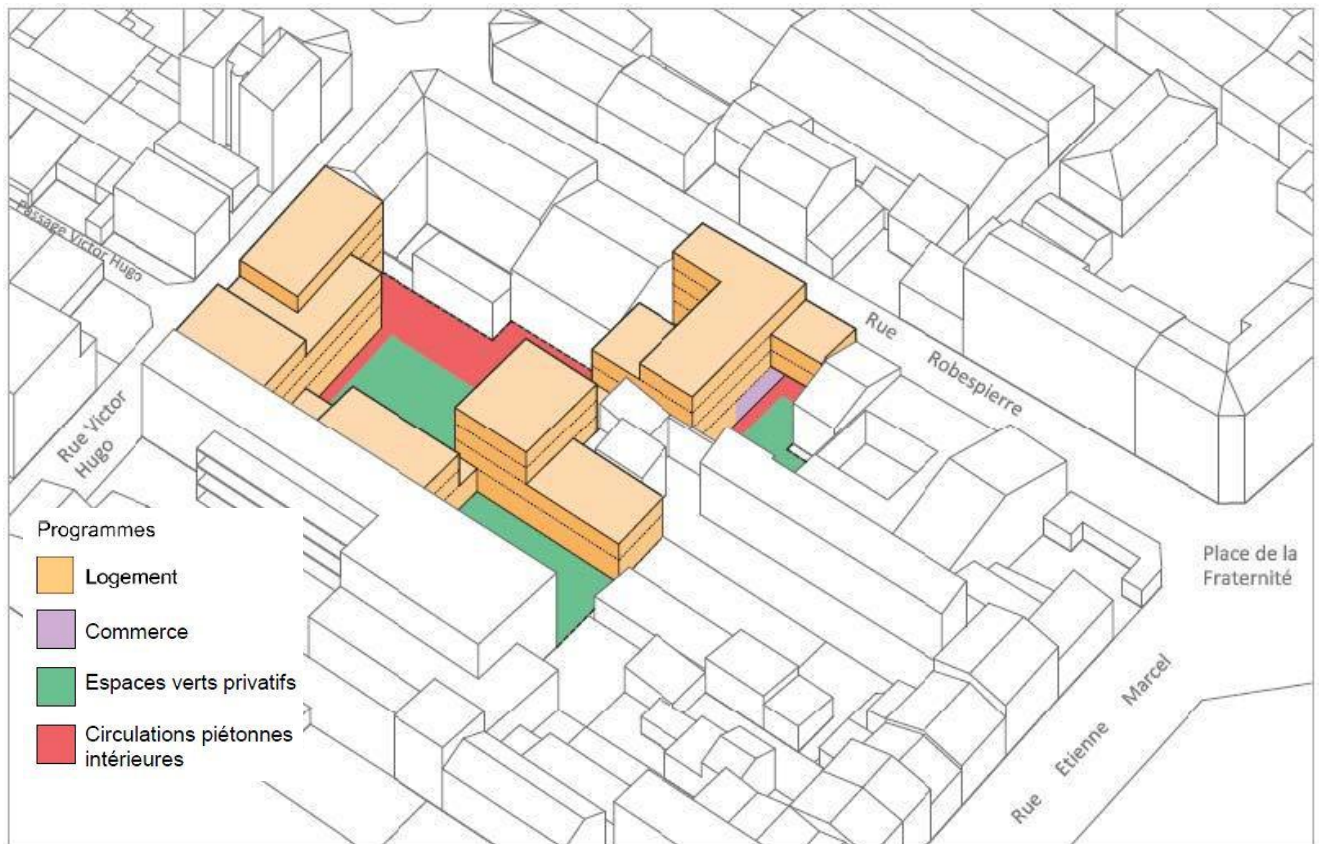 Passage Victor Hugo
Rue Victor
Hugo
Rue
Robespierre
Place de la
Fraternité
Rue Etienne Marcel
Programmes
Logement
Commerce
Espaces verts privatifs
Circulations piétonnes
intérieures